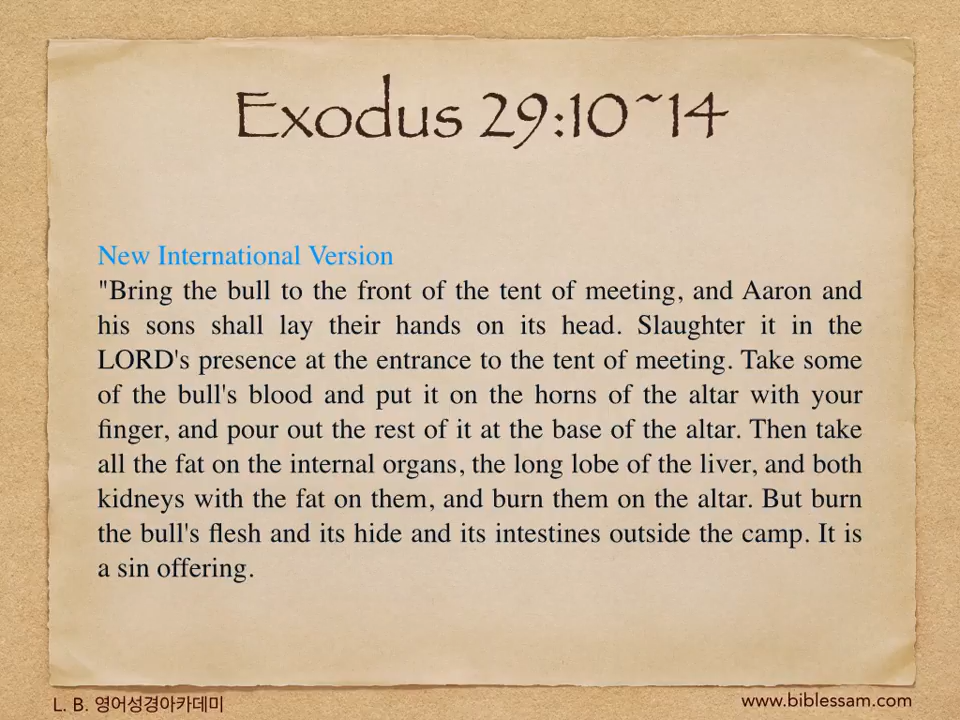 Exodus 29:10~14
New International Version
"Bring the bull to the front of the tent of meeting, and Aaron and
his sons shall lay their hands on its head. Slaughter it in the
LORD's presence at the entrance to the tent of meeting. Take some
of the bull's blood and put it on the horns of the altar with your
finger, and pour out the rest of it at the base of the altar. Then take
all the fat on the internal organs, the long lobe of the liver, and both
kidneys with the fat on them, and burn them on the altar. But burn
the bull's flesh and its hide and its intestines outside the camp. It is
a sin offering.
L. B. 영어성경아카데미
www.biblessam.com